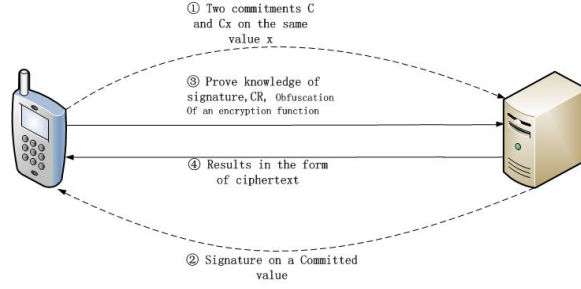 ① Two commitments C
and Cx on the same
value x
③ Prove knowledge of
signature,CR, Obfuscation
Of an encryption function
④ Results in the form
of ciphertext
② Signature on a Committed
value